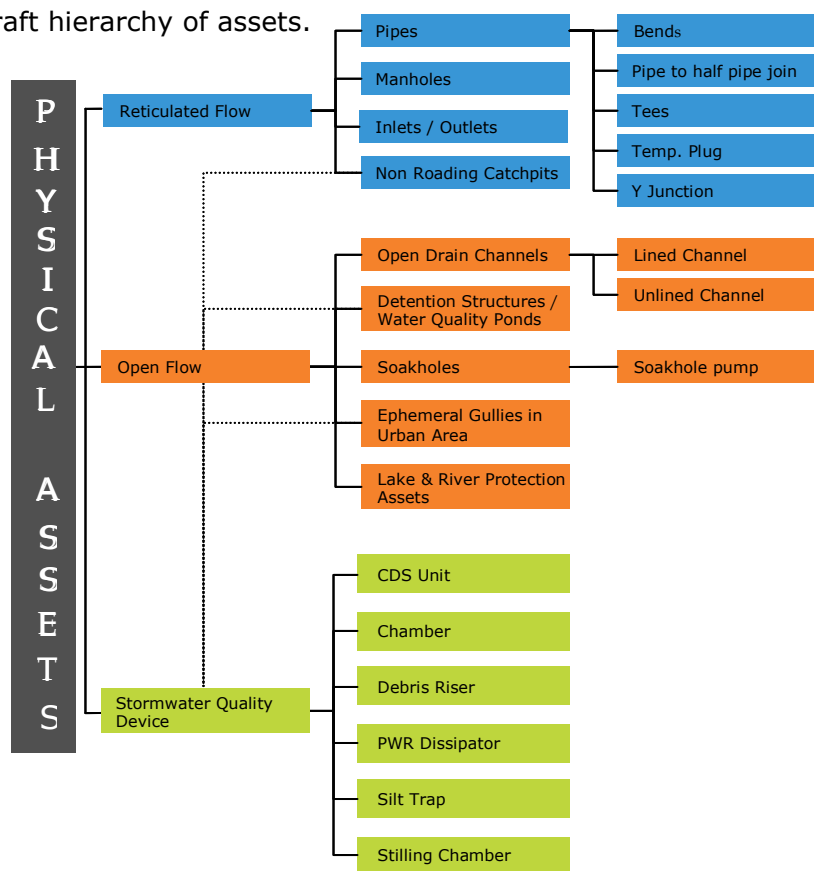 raft hierarchy of assets.
PHYSICAL ASSETS
Reticulated Flow
Pipes
Manholes
Inlets / Outlets
Non Roading Catchpits
Bends
Pipe to half pipe join
Tees
Temp. Plug
Y Junction
Open Flow
Open Drain Channels
Detention Structures /
Water Quality Ponds
Soakholes
Ephemeral Gullies in
Urban Area
Lake & River Protection
Assets
Lined Channel
Unlined Channel
Soakhole pump
Stormwater Quality
Device
CDS Unit
Chamber
Debris Riser
PWR Dissipator
Silt Trap
Stilling Chamber